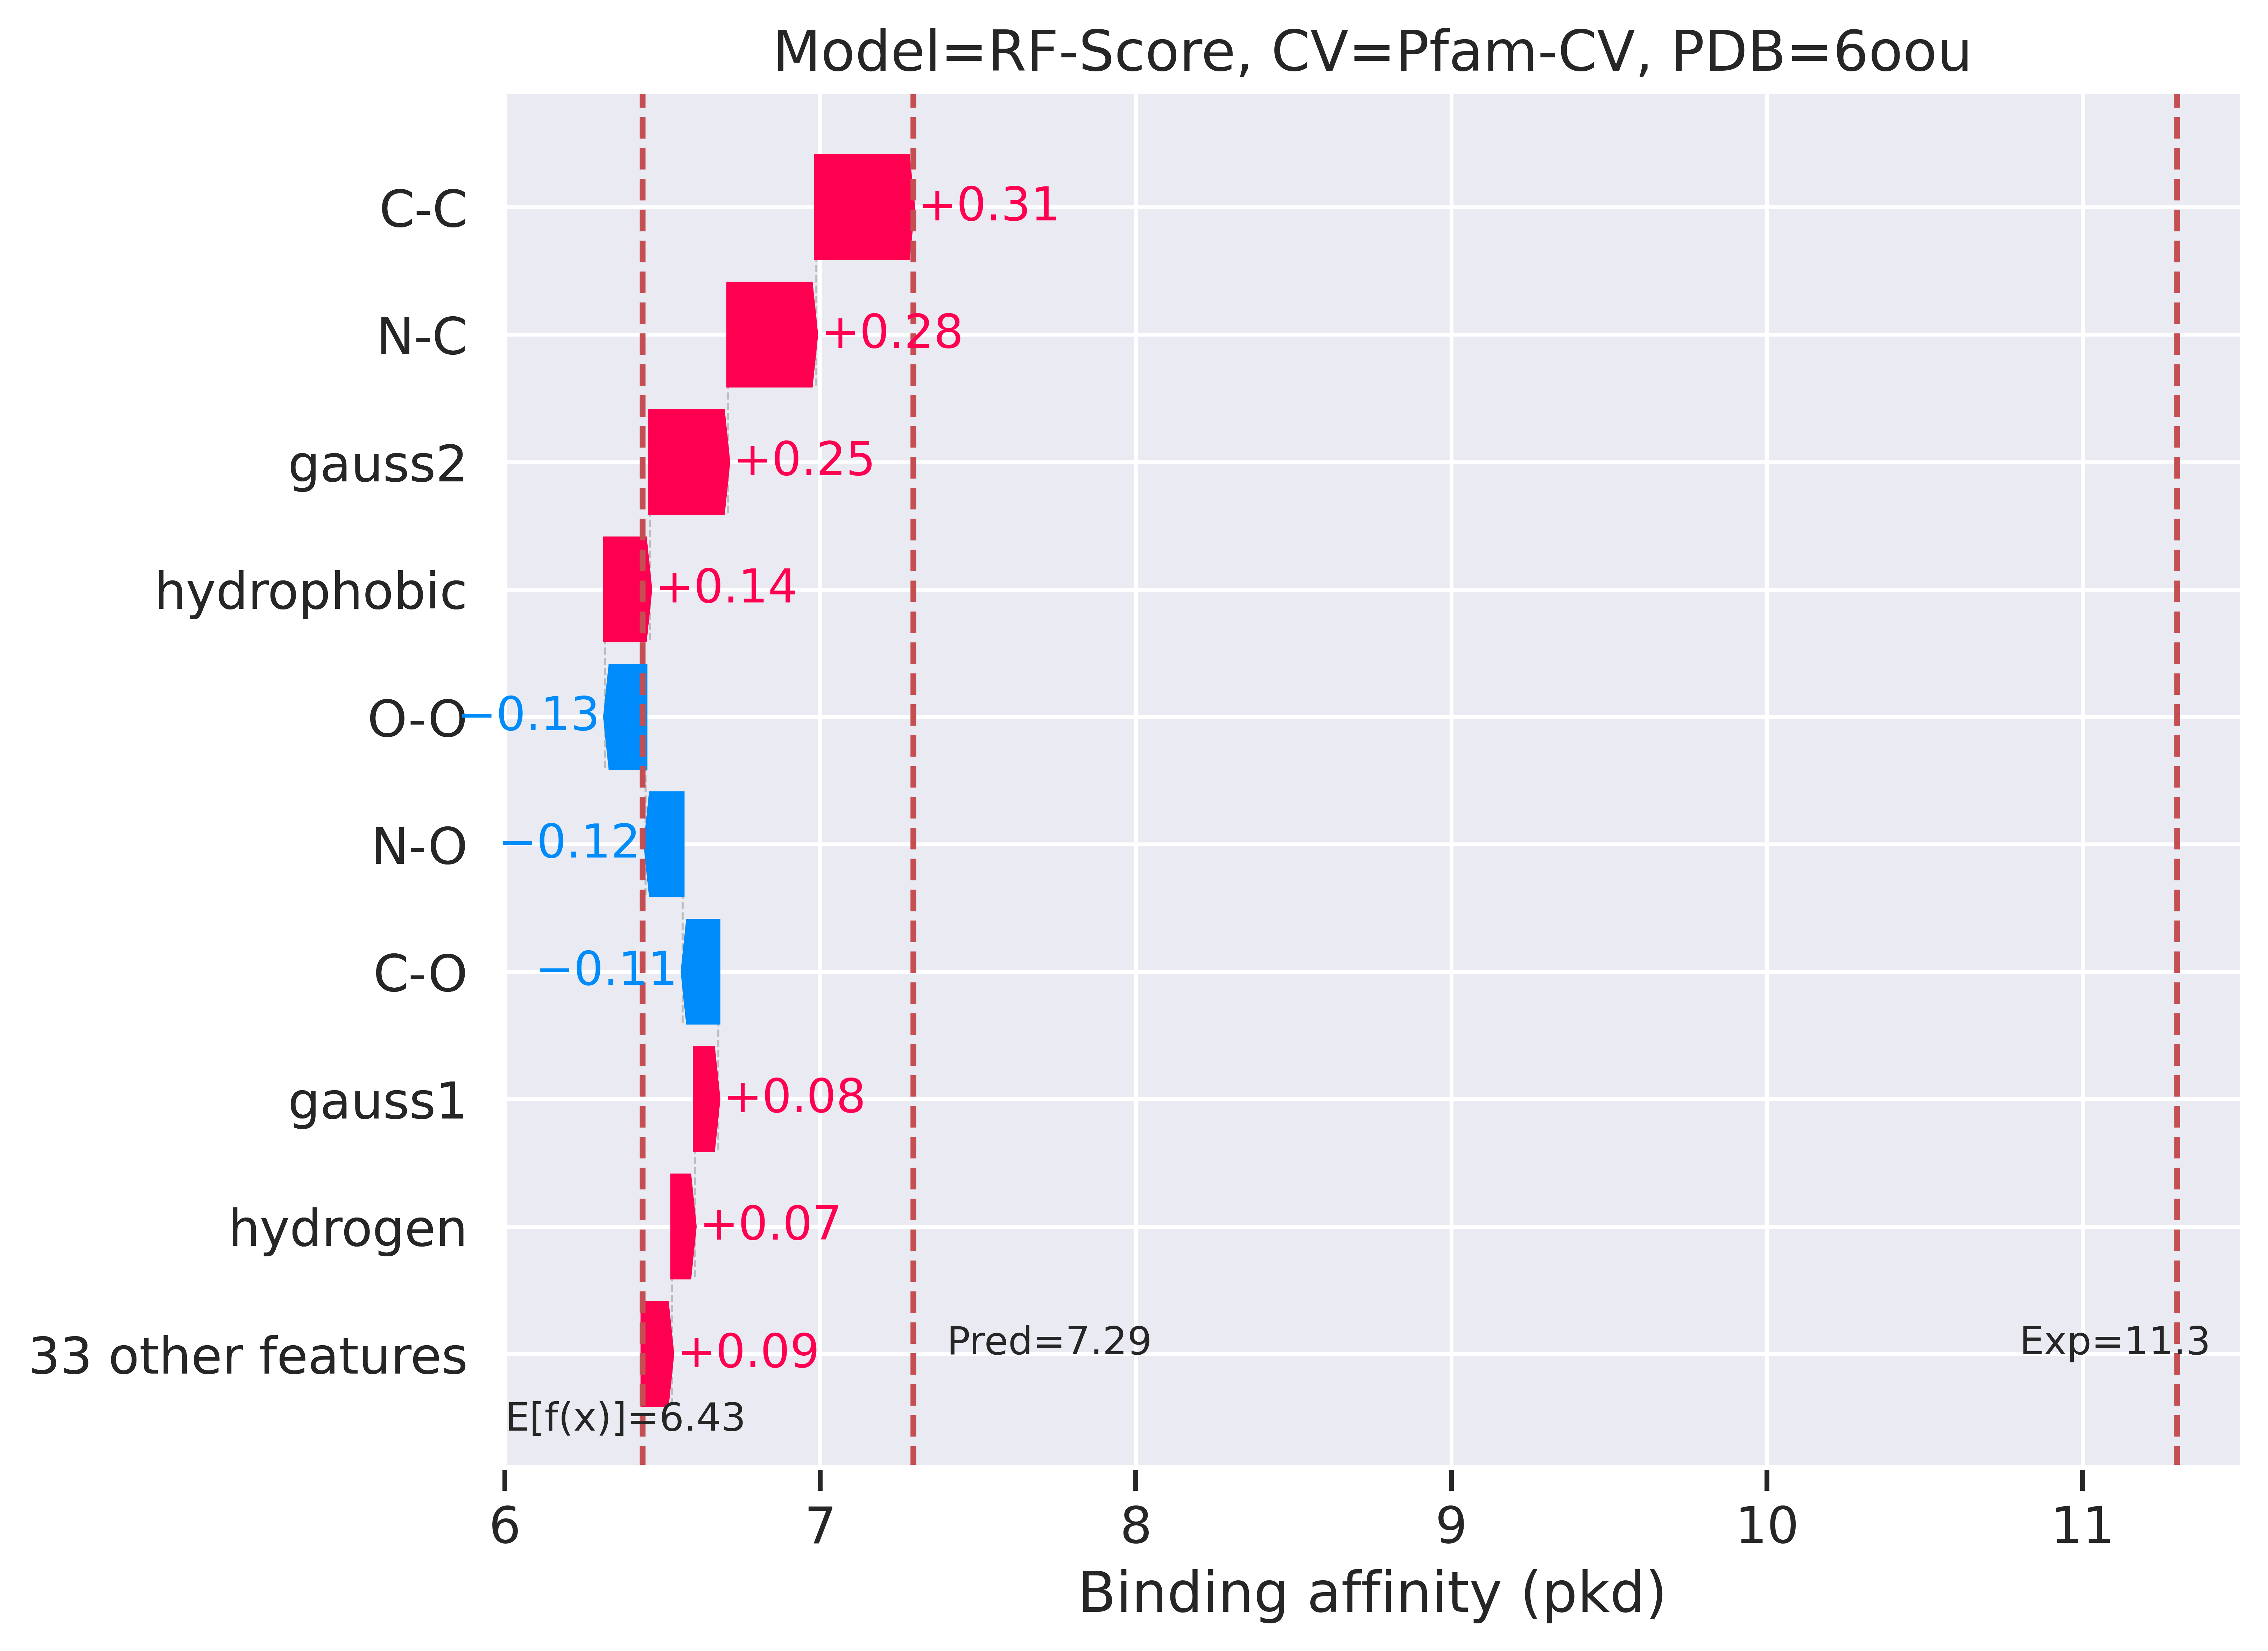 Model=RF-Score, CV=Pfam-CV, PDB=6oou
C-C
+0.31
N-C
+0.28
gauss2
+0.25
hydrophobic
+0.14
O-O
−0.13
N-O
−0.12
C-O
−0.11
gauss1
+0.08
hydrogen
+0.07
33 other features
+0.09
Pred=7.29
Exp=11.3
E[f(x)]=6.43
6 7 8 9 10 11
Binding affinity (pkd)